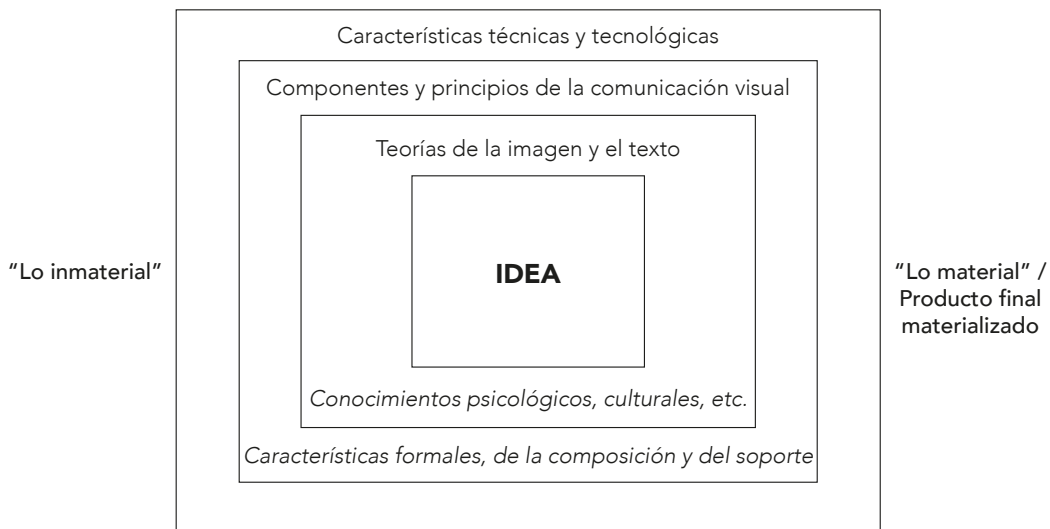 Características técnicas y tecnológicas
Componentes y principios de la comunicación visual
Teorías de la imagen y el texto
“Lo inmaterial”
IDEA
“Lo material” /
Producto final
materializado
Conocimientos psicológicos, culturales, etc.
Características formales, de la composición y del soporte